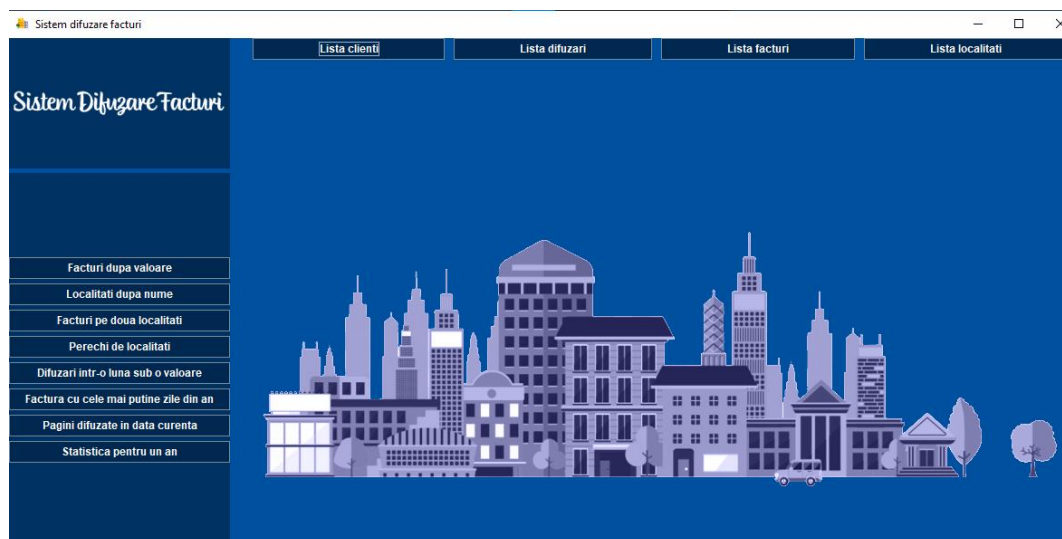 Sistem difuzare facturi
Lista clienti
Lista difuzari
Lista facturi
Lista localitati
Sistem Difuzare Facturi
Facturi dupa valoare
Localitati dupa nume
Facturi pe doua localitati
Perechi de localitati
Difuzari intr-o luna sub o valoare
Factura cu cele mai putine zile din an
Pagini difuzate in data curenta
Statistica pentru un an